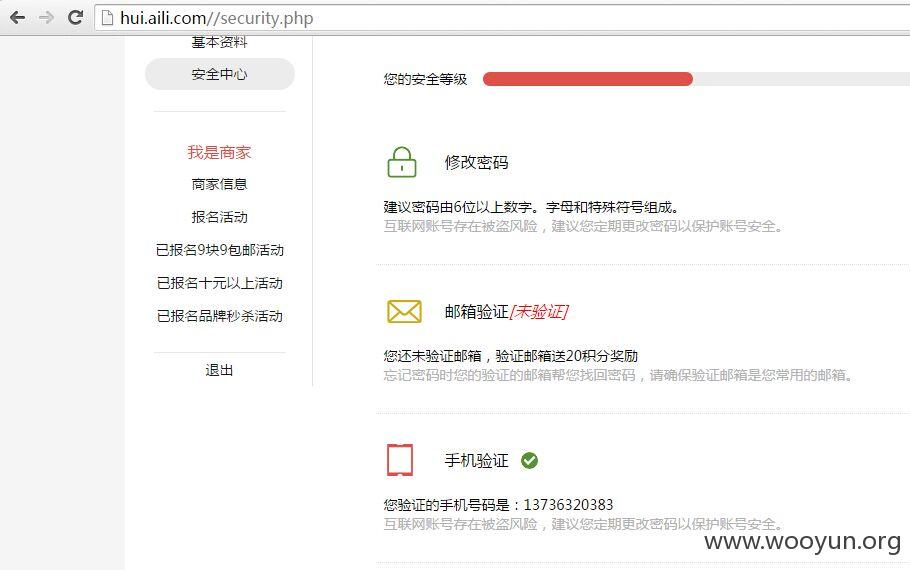 hui.aili.com//security.php
基本资料
安全中心
我是商家
商家信息
报名活动
已报名9块9包邮活动
已报名十元以上活动
已报名品牌秒杀活动
退出
您的安全等级
修改密码
建议密码由6位以上数字。字母和特殊符号组成。
互联网账号存在被盗风险，建议您定期更改密码以保护账号安全。
邮箱验证[未验证]
您还未验证邮箱，验证邮箱送20积分奖励
忘记密码时您的验证的邮箱帮您找回密码，请确保验证邮箱是您常用的邮箱。
手机验证
您验证的手机号码是：13736320383
互联网账号存在被盗风险，建议您定期更改密码以保护账号安全。
www.wooyun.org